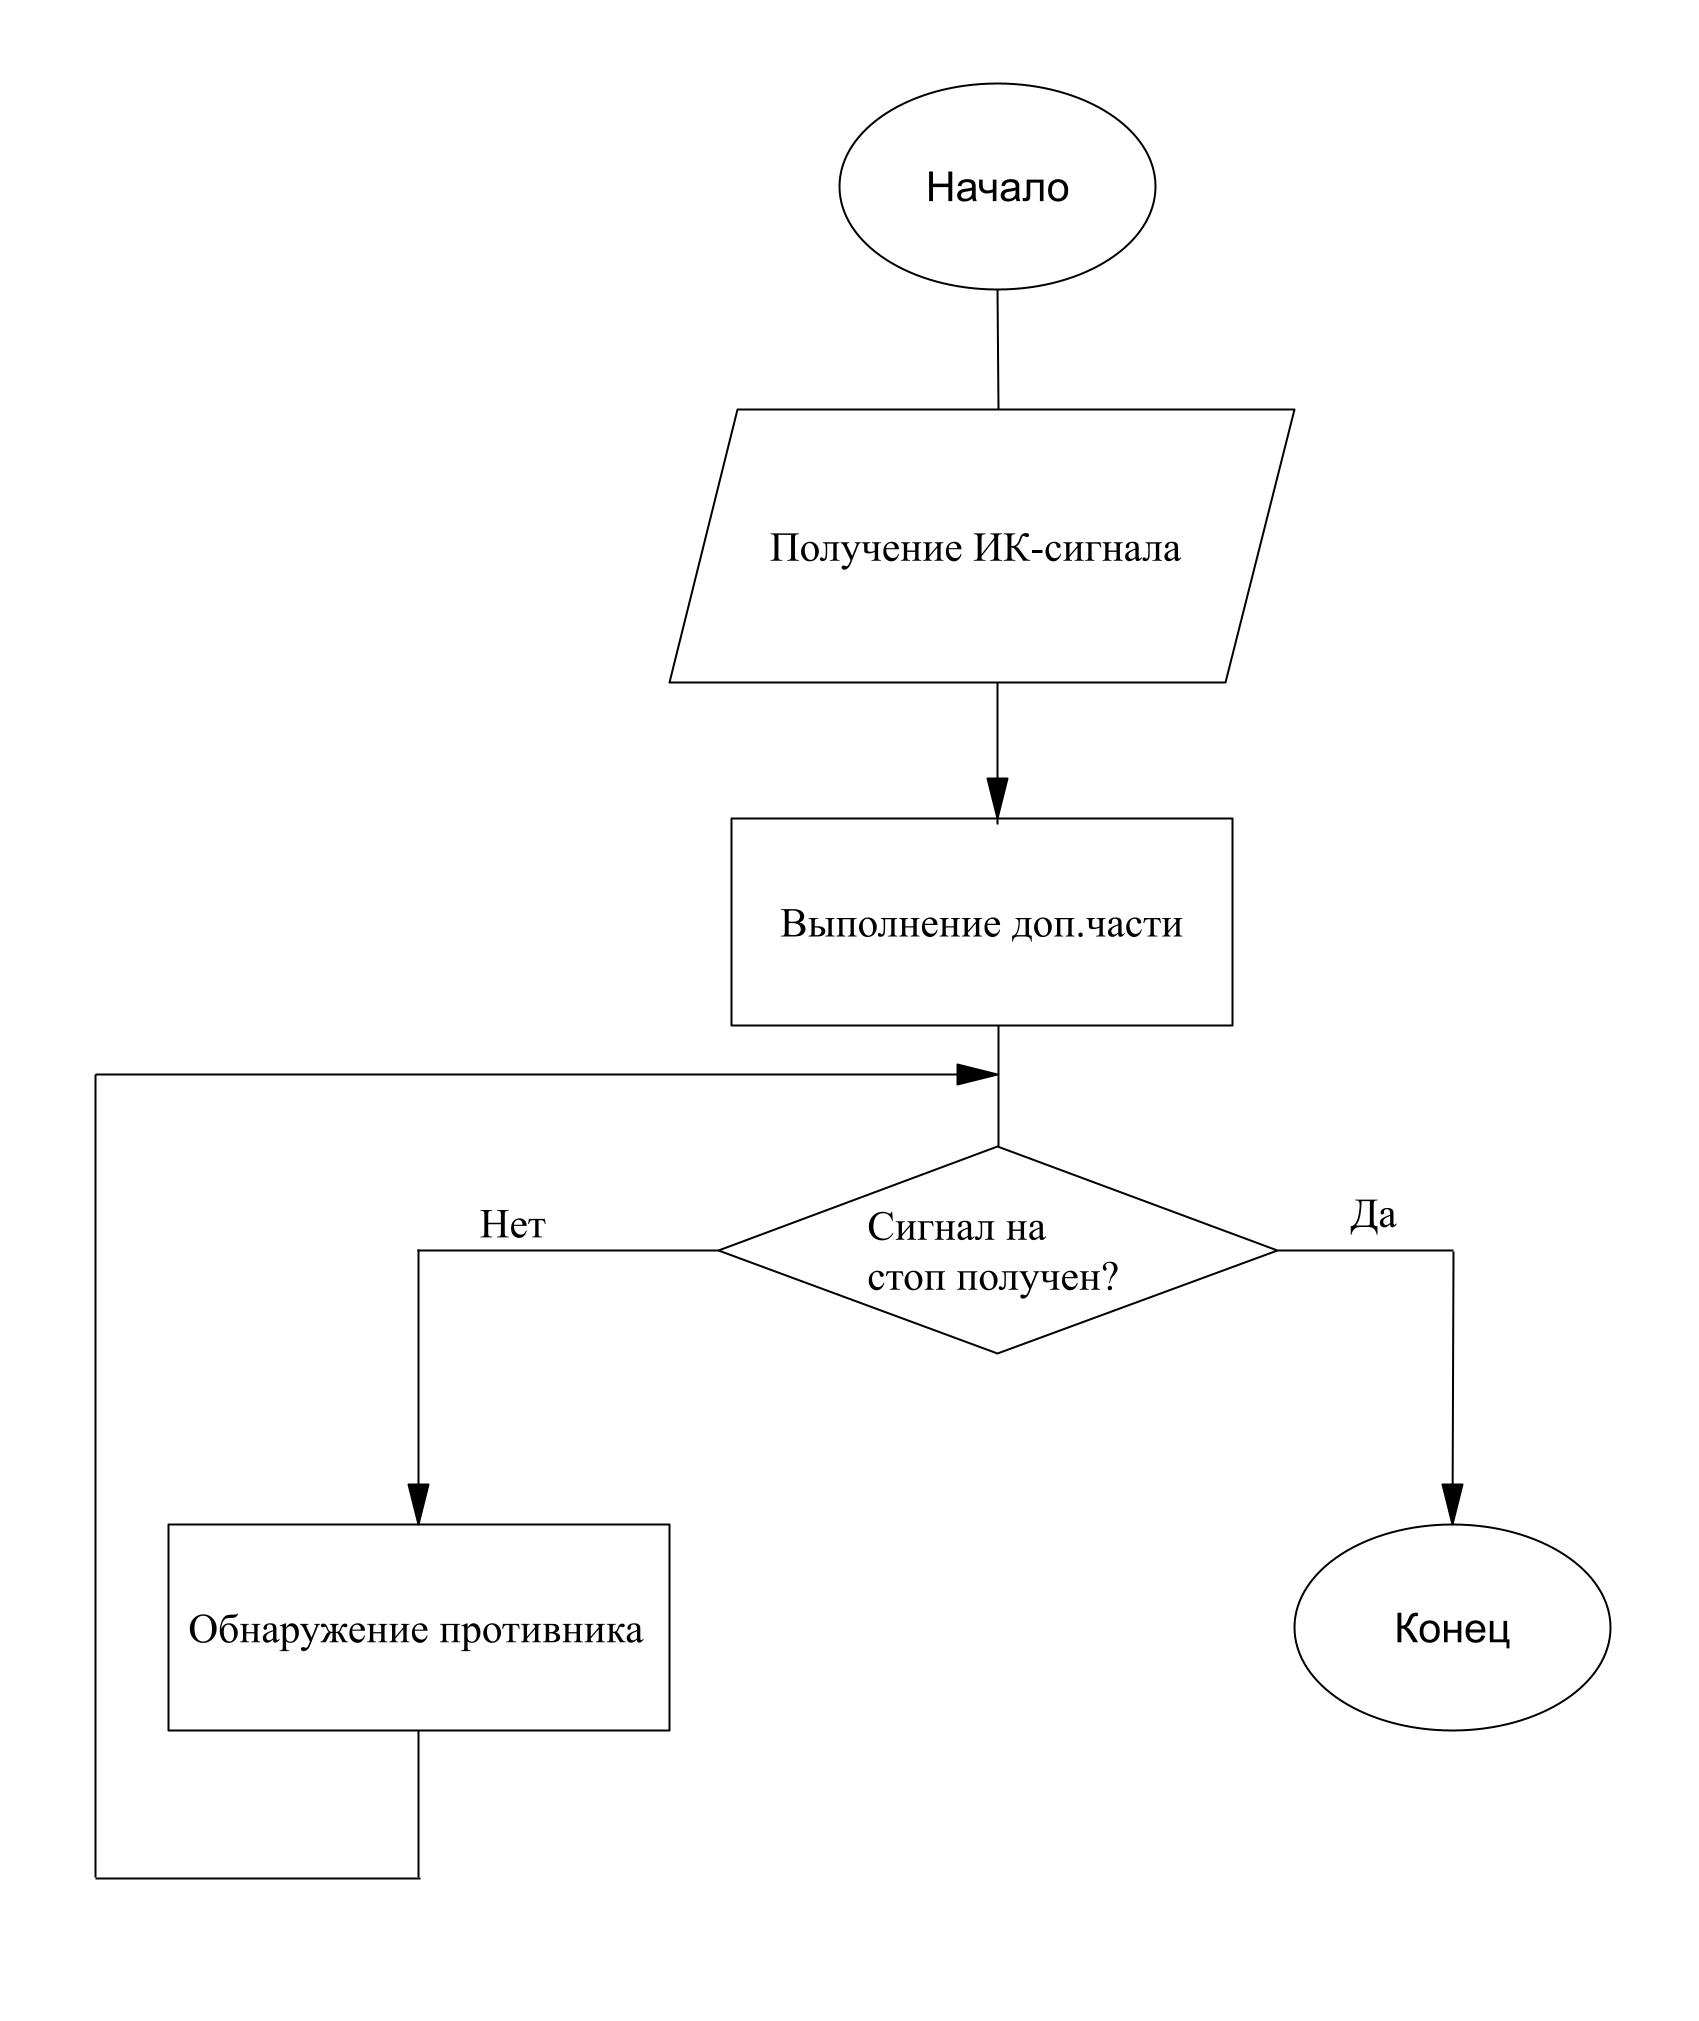 Начало
Получение ИК-сигнала
Выполнение доп.части
Нет
Сигнал на
стоп получен?
Да
Обнаружение противника
Конец